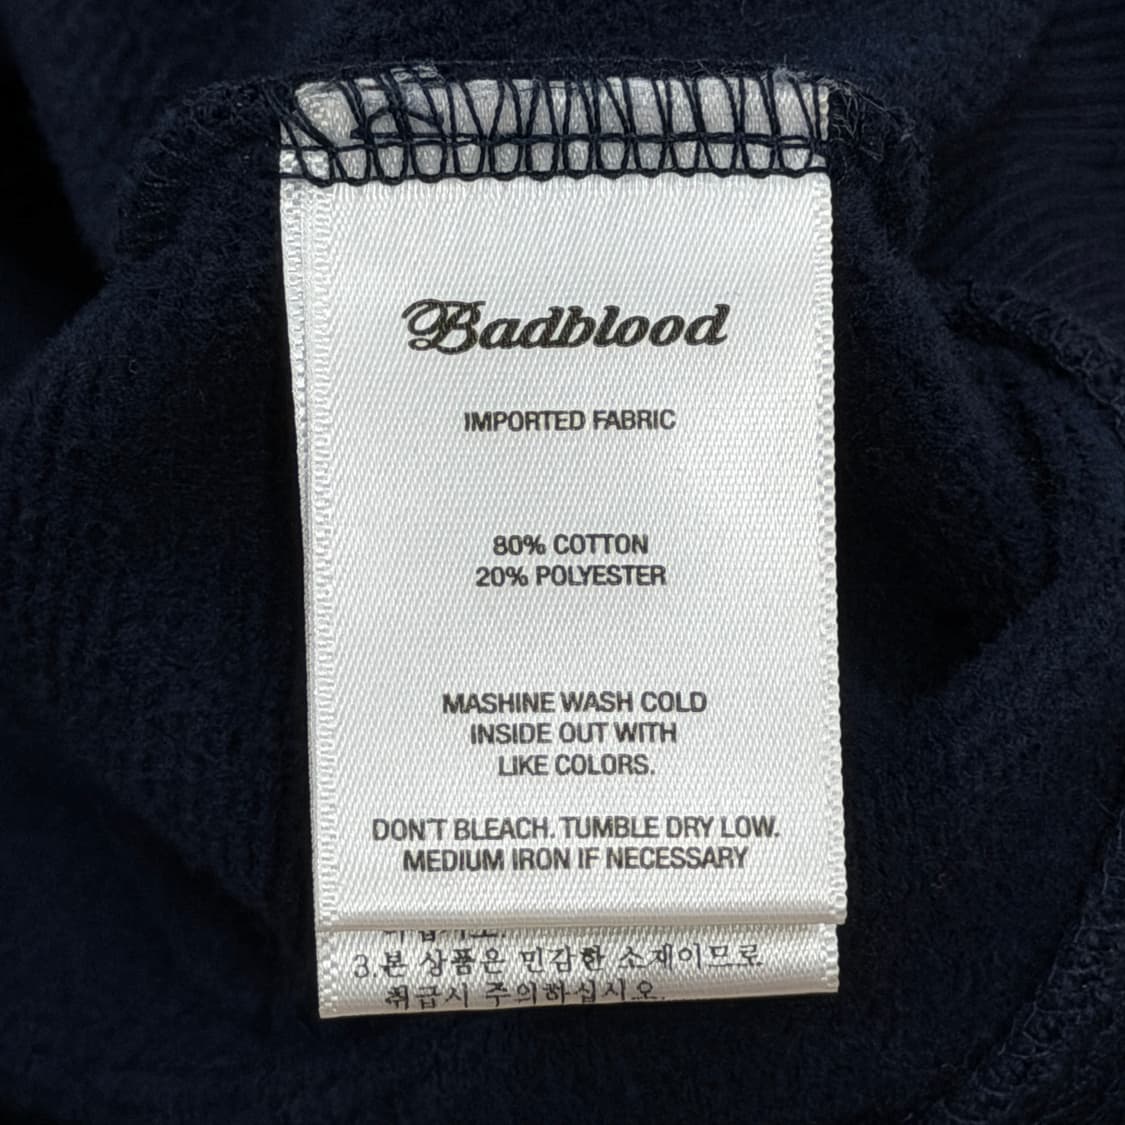 Badblood
IMPORTED FABRIC
80% COTTON
20% POLYESTER
MASHINE WASH COLD
INSIDE OUT WITH
LIKE COLORS.
DON'T BLEACH. TUMBLE DRY LOW.
MEDIUM IRON IF NECESSARY
3.본 상품은 민감한 소재이므로
취급시 주의하십시오.